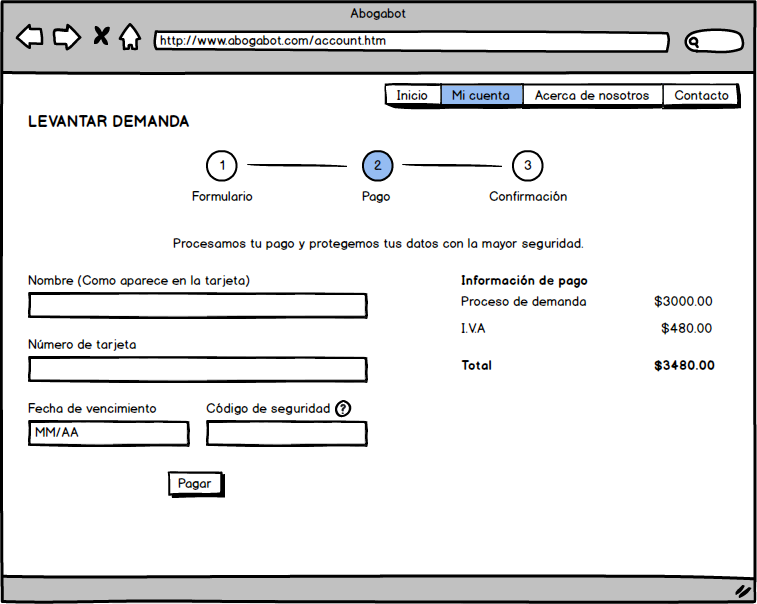 Abogabot
http://www.abogabot.com/account.htm
Inicio Mi cuenta Acerca de nosotros Contacto
LEVANTAR DEMANDA
1 2 3
Formulario Pago Confirmación
Procesamos tu pago y protegemos tus datos con la mayor seguridad.
Nombre (Como aparece en la tarjeta)
Información de pago
Proceso de demanda $3000.00
I.V.A $480.00
Número de tarjeta
Total $3480.00
Fecha de vencimiento Código de seguridad ?
MM/AA
Pagar